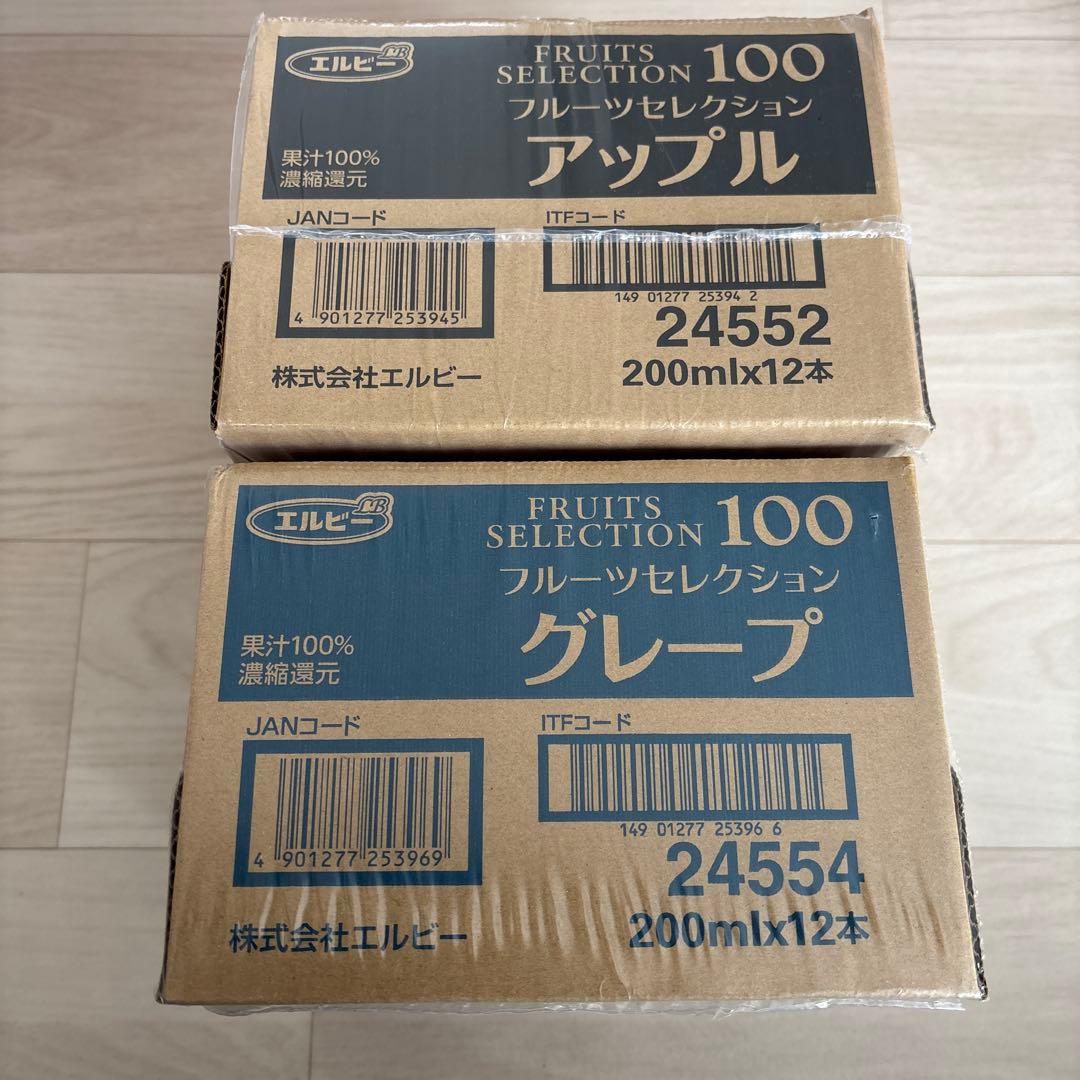 エルビー LB
FRUITS
SELECTION 100
フルーツセレクション
アップル
果汁100%
濃縮還元
JANコード
ITFコード
4 901277 253945
149 01277 25394 2
24552
株式会社エルビー
200mlx12本
エルビー LB
FRUITS
SELECTION 100
フルーツセレクション
グレープ
果汁100%
濃縮還元
JANコード
ITFコード
4 901277 253969
149 01277 25396 6
24554
株式会社エルビー
200mlx12本